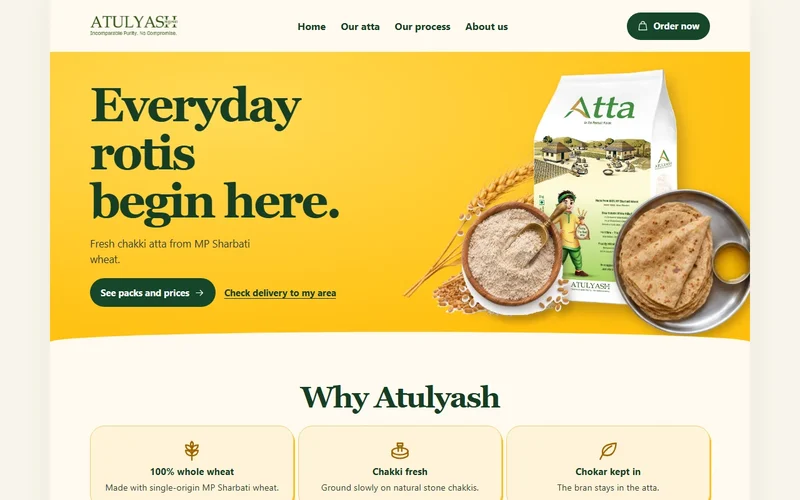 ATULYASH
Incomparable Purity. No Compromise.
Home
Our atta
Our process
About us
Order now
Everyday
rotis
begin here.
Fresh chakki atta from MP Sharbati
wheat.
See packs and prices
Check delivery to my area
Atta
ATULYASH
Why Atulyash
100% whole wheat
Made with single-origin MP Sharbati wheat.
Chakki fresh
Ground slowly on natural stone chakkis.
Chokar kept in
The bran stays in the atta.